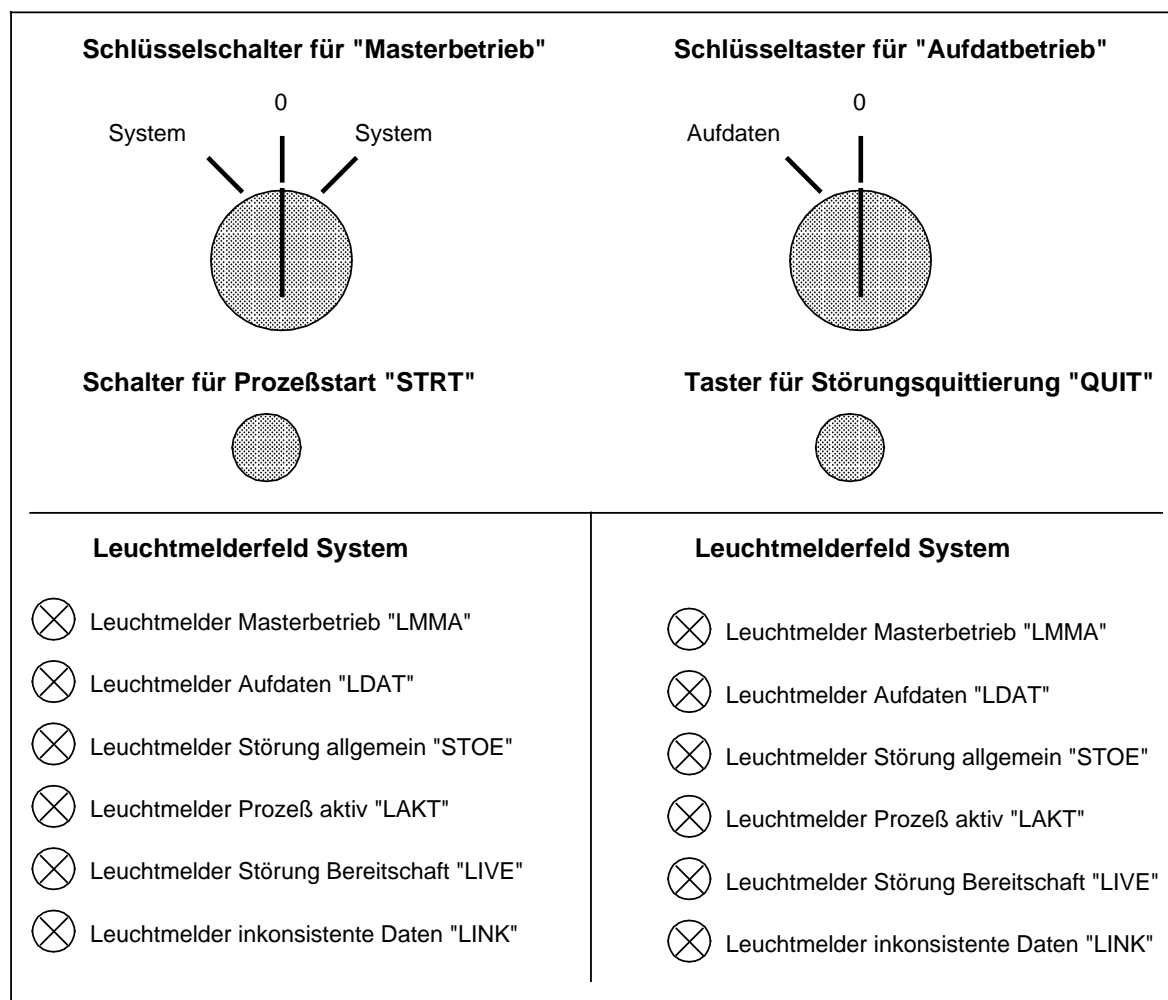 Schlüsselschalter für "Masterbetrieb"
0
System
System
Schlüsseltaster für "Aufdatbetrieb"
0
Aufdaten
Schalter für Prozeßstart "STRT"
Taster für Störungsquittierung "QUIT"
Leuchtmelderfeld System
Leuchtmelder Masterbetrieb "LMMA"
Leuchtmelder Aufdaten "LDAT"
Leuchtmelder Störung allgemein "STOE"
Leuchtmelder Prozeß aktiv "LAKT"
Leuchtmelder Störung Bereitschaft "LIVE"
Leuchtmelder inkonsistente Daten "LINK"
Leuchtmelderfeld System
Leuchtmelder Masterbetrieb "LMMA"
Leuchtmelder Aufdaten "LDAT"
Leuchtmelder Störung allgemein "STOE"
Leuchtmelder Prozeß aktiv "LAKT"
Leuchtmelder Störung Bereitschaft "LIVE"
Leuchtmelder inkonsistente Daten "LINK"